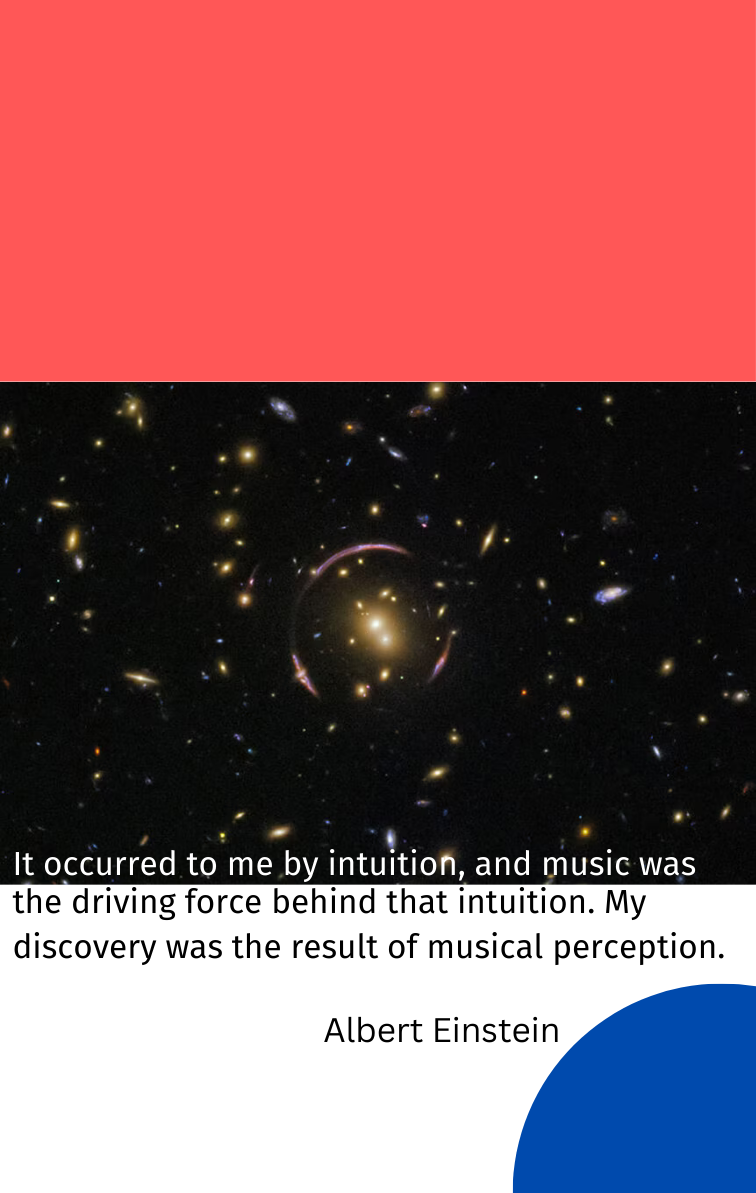 It occurred to me by intuition, and music was
the driving force behind that intuition. My
discovery was the result of musical perception.
Albert Einstein